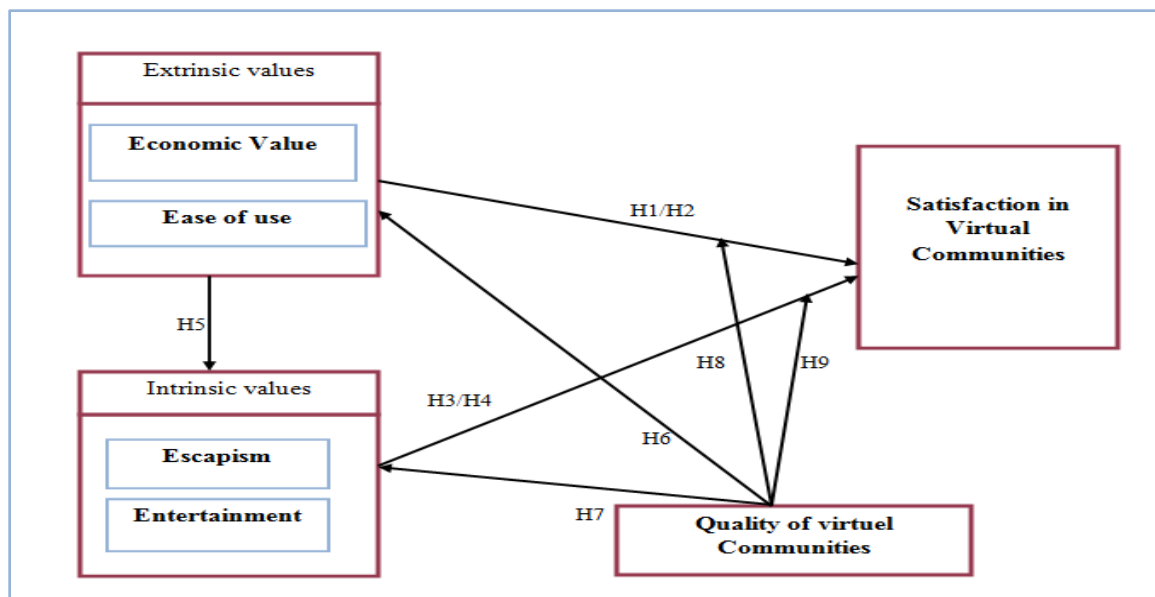 Extrinsic values
Economic Value
Ease of use
H1/H2
Satisfaction in
Virtual
Communities
H5
H8
H9
Intrinsic values
H3/H4
H6
Escapism
Entertainment
H7
Quality of virtuel
Communities